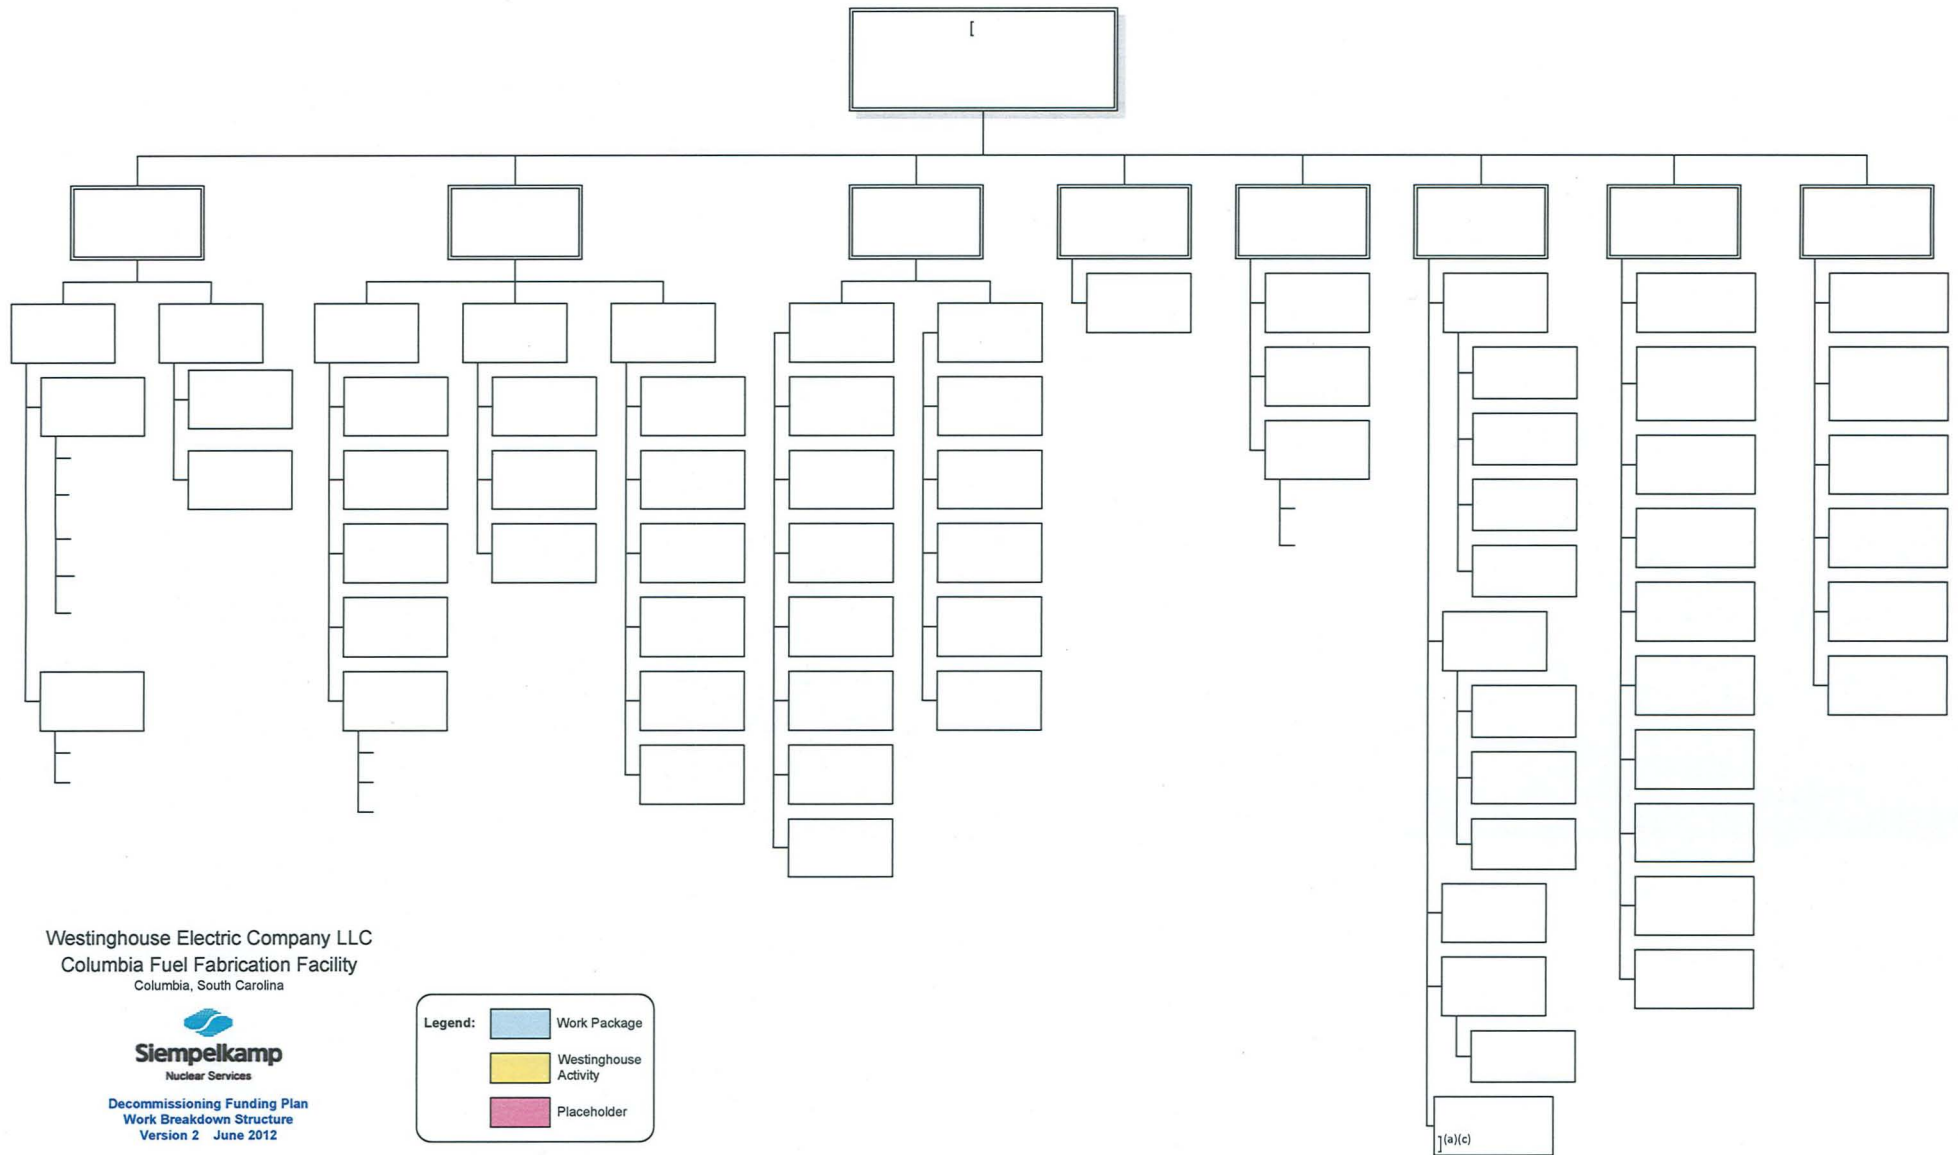 [
](a)(c)
Westinghouse Electric Company LLC
Columbia Fuel Fabrication Facility
Columbia, South Carolina
Siempelkamp
Nuclear Services
Decommissioning Funding Plan
Work Breakdown Structure
Version 2 June 2012
Legend:
Work Package
Westinghouse
Activity
Placeholder